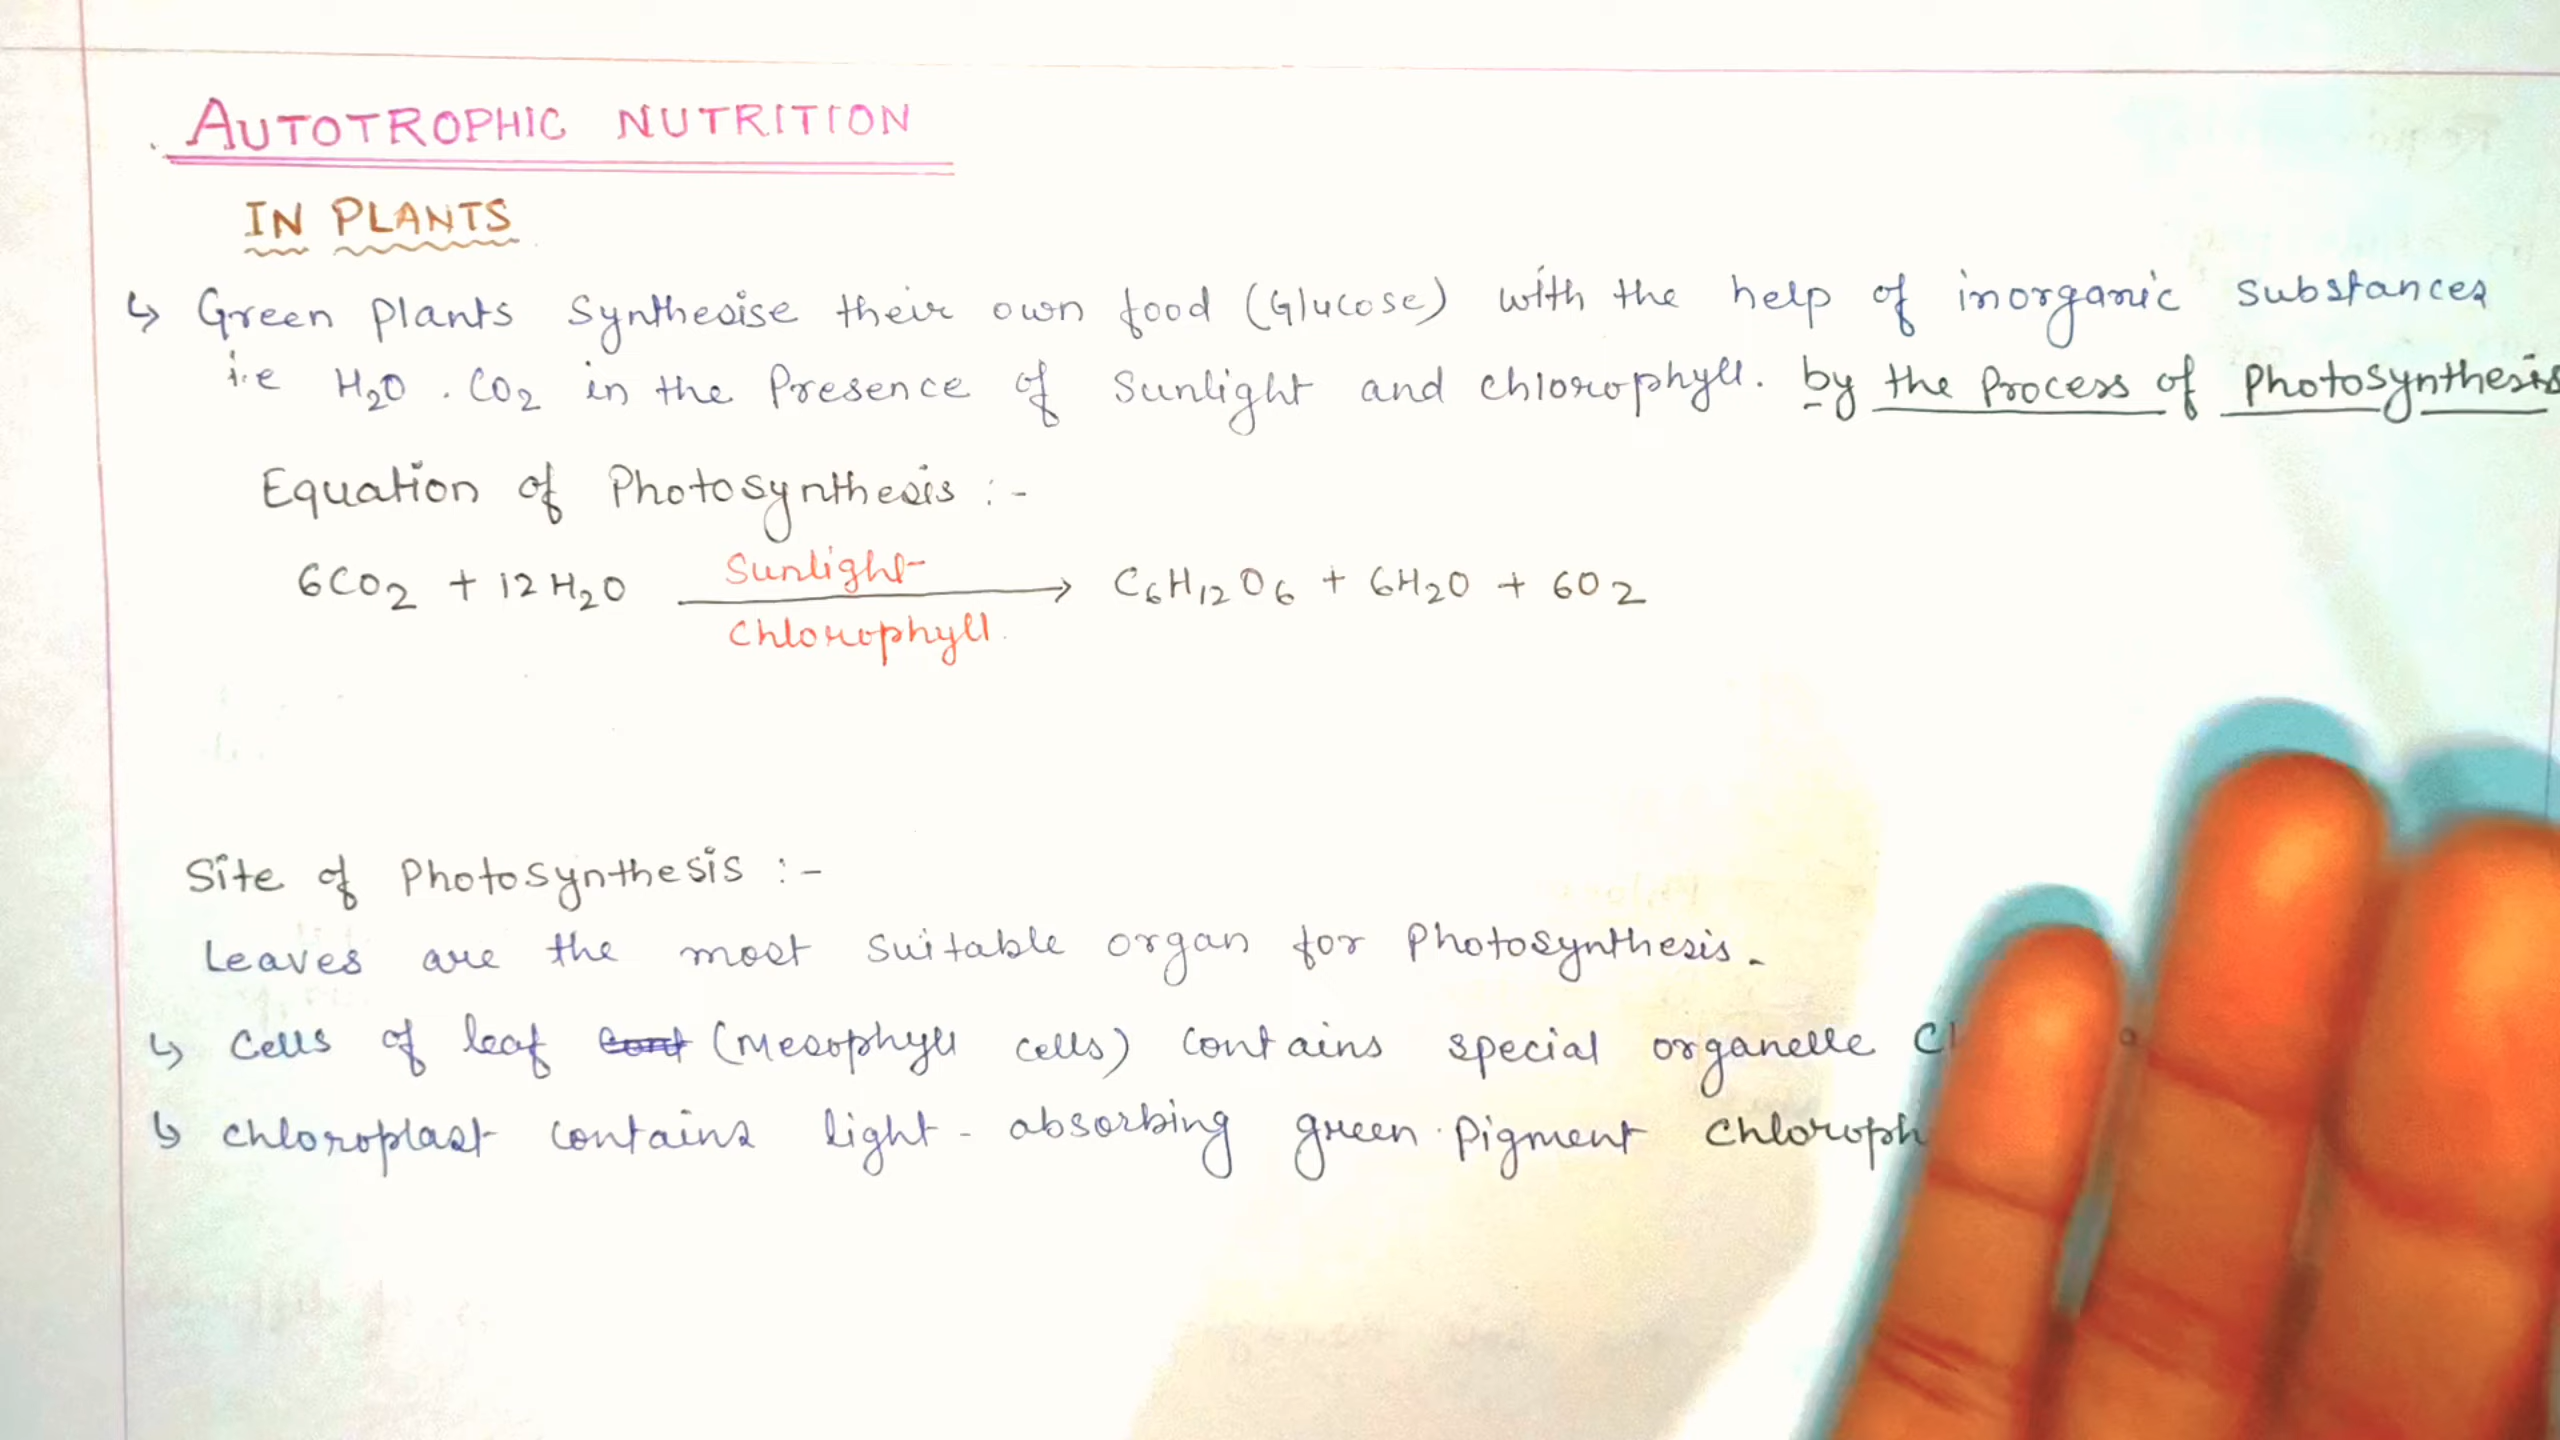 AUTOTROPHIC NUTRITION
IN PLANTS
↳ Green plants synthesise their own food (Glucose) with the help of inorganic substances
i.e H₂O . CO₂ in the Presence of Sunlight and chlorophyll. by the Process of Photosynthesis
Equation of Photosynthesis :-
6CO₂ + 12H₂O Sunlight Chlorophyll → C₆H₁₂O₆ + 6H₂O + 6O₂
Site of Photosynthesis :-
Leaves are the most suitable organ for Photosynthesis.
↳ Cells of leaf (Mesophyll cells) contains special organelle
↳ chloroplast contains light - absorbing green pigment